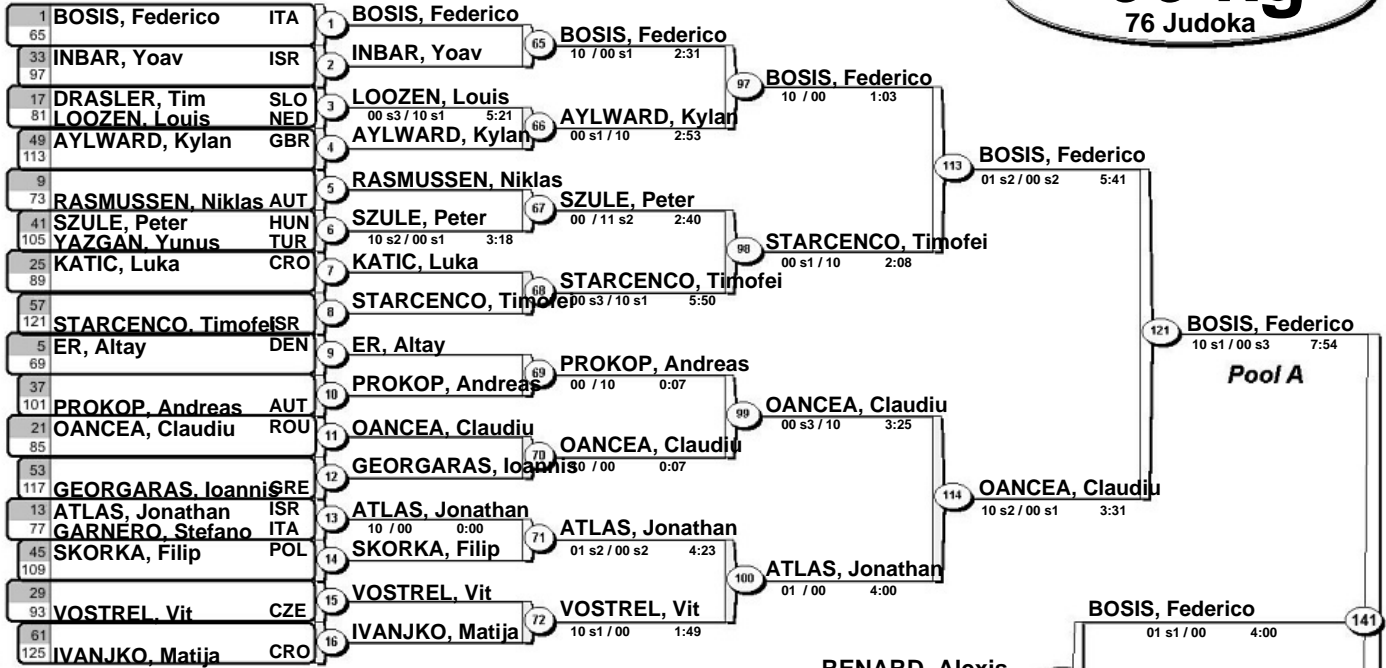 76 Judoka
1 BOSIS, Federico ITA
65
33 INBAR, Yoav ISR
97
17 DRASLER, Tim SLO
81 LOOZEN, Louis NED
49 AYLWARD, Kylan GBR
113
9
73 RASMUSSEN, Niklas AUT
41 SZULE, Peter HUN
105 YAZGAN, Yunus TUR
25 KATIC, Luka CRO
89
57
121 STARCENCO, Timofei ISR
5 ER, Altay DEN
69
37
101 PROKOP, Andreas AUT
21 OANCEA, Claudiu ROU
85
53
117 GEORGARAS, Ioannis GRE
13 ATLAS, Jonathan ISR
77 GARNERO, Stefano ITA
45 SKORKA, Filip POL
109
29
93 VOSTREL, Vit CZE
61
125 IVANJKO, Matija CRO
1 BOSIS, Federico
2 INBAR, Yoav
3 LOOZEN, Louis
00 s3 / 10 s1 5:21
4 AYLWARD, Kylan
5 RASMUSSEN, Niklas
6 SZULE, Peter
10 s2 / 00 s1 3:18
7 KATIC, Luka
8 STARCENCO, Timofei
9 ER, Altay
10 PROKOP, Andreas
11 OANCEA, Claudiu
12 GEORGARAS, Ioannis
13 ATLAS, Jonathan
10 / 00 0:00
14 SKORKA, Filip
15 VOSTREL, Vit
16 IVANJKO, Matija
65 BOSIS, Federico
10 / 00 s1 2:31
66 AYLWARD, Kylan
00 s1 / 10 2:53
67 SZULE, Peter
00 / 11 s2 2:40
68 STARCENCO, Timofei
00 s3 / 10 s1 5:50
69 PROKOP, Andreas
00 / 10 0:07
70 OANCEA, Claudiu
10 / 00 0:07
71 ATLAS, Jonathan
01 s2 / 00 s2 4:23
72 VOSTREL, Vit
10 s1 / 00 1:49
97 BOSIS, Federico
10 / 00 1:03
98 STARCENCO, Timofei
00 s1 / 10 2:08
99 OANCEA, Claudiu
00 s3 / 10 3:25
100 ATLAS, Jonathan
01 / 00 4:00
113 BOSIS, Federico
01 s2 / 00 s2 5:41
114 OANCEA, Claudiu
10 s2 / 00 s1 3:31
121 BOSIS, Federico
10 s1 / 00 s3 7:54
Pool A
BOSIS, Federico
01 s1 / 00 4:00
141